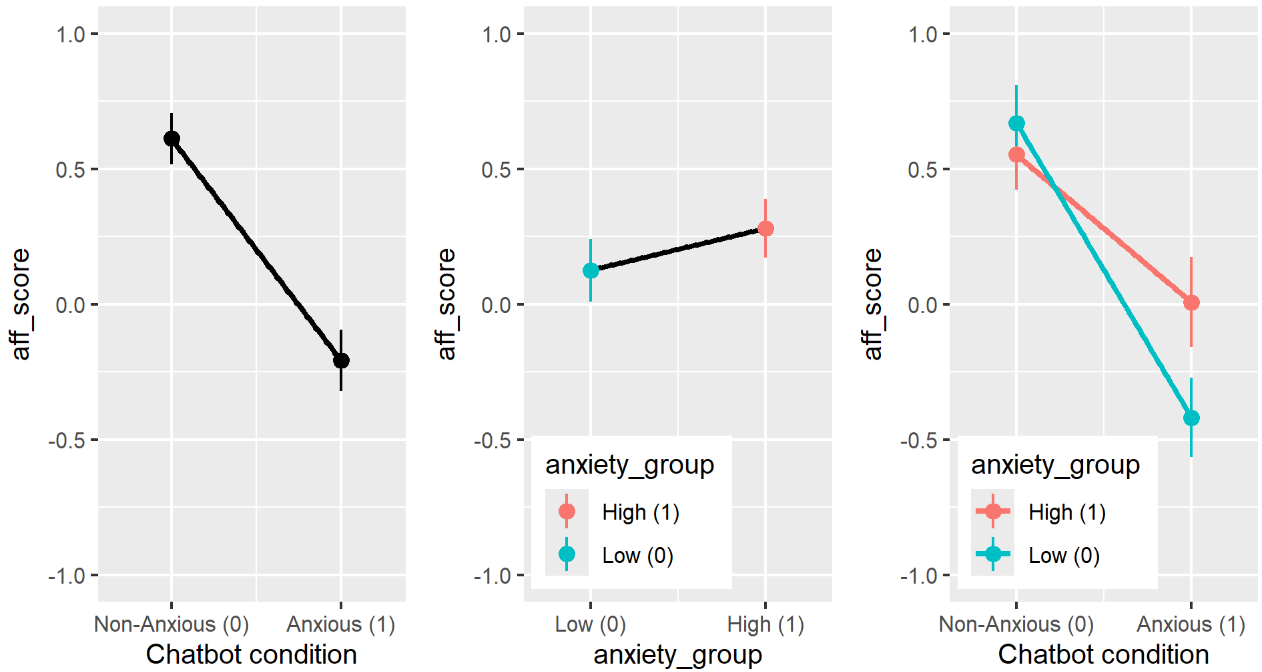 aff_score
1.0
0.5
0.0
-0.5
-1.0
Non-Anxious (0) Anxious (1)
Chatbot condition
aff_score
1.0
0.5
0.0
-0.5
-1.0
anxiety_group
High (1)
Low (0)
Low (0) High (1)
anxiety_group
aff_score
1.0
0.5
0.0
-0.5
-1.0
anxiety_group
High (1)
Low (0)
Non-Anxious (0) Anxious (1)
Chatbot condition